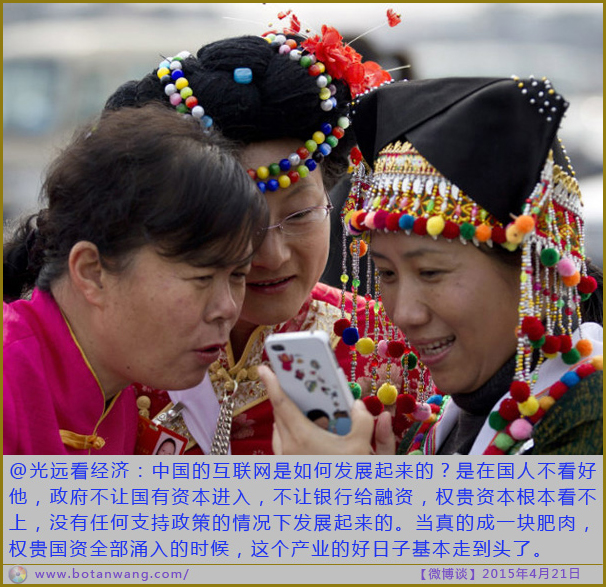 @光远看经济：中国的互联网是如何发展起来的？是在国人不看好
他，政府不让国有资本进入，不让银行给融资，权贵资本根本看不
上，没有任何支持政策的情况下发展起来的。当真的成一块肥肉，
权贵国资全部涌入的时候，这个产业的好日子基本走到头了。
www.botanwang.com/ 【微博谈】2015年4月21日